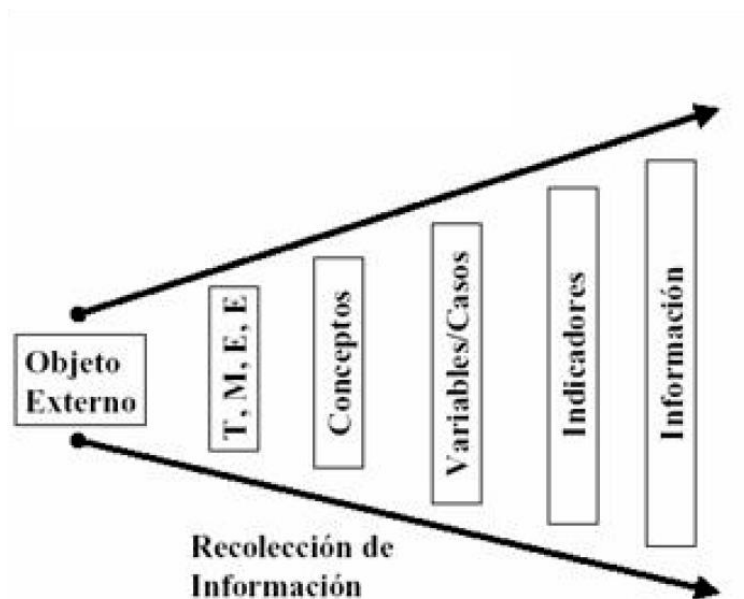 Objeto
Externo
T, M, E, E
Conceptos
Variables/Casos
Indicadores
Información
Recolección de
Información